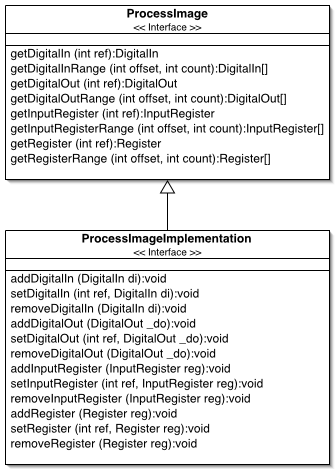 ProcessImage
<< Interface >>
getDigitalIn (int ref):DigitalIn
getDigitalInRange (int offset, int count):DigitalIn[]
getDigitalOut (int ref):DigitalOut
getDigitalOutRange (int offset, int count):DigitalOut[]
getInputRegister (int ref):InputRegister
getInputRegisterRange (int offset, int count):InputRegister[]
getRegister (int ref):Register
getRegisterRange (int offset, int count):Register[]
ProcessImageImplementation
<< Interface >>
addDigitalIn (DigitalIn di):void
setDigitalIn (int ref, DigitalIn di):void
removeDigitalIn (DigitalIn di):void
addDigitalOut (DigitalOut _do):void
setDigitalOut (int ref, DigitalOut _do):void
removeDigitalOut (DigitalOut _do):void
addInputRegister (InputRegister reg):void
setInputRegister (int ref, InputRegister reg):void
removeInputRegister (InputRegister reg):void
addRegister (Register reg):void
setRegister (int ref, Register reg):void
removeRegister (Register reg):void